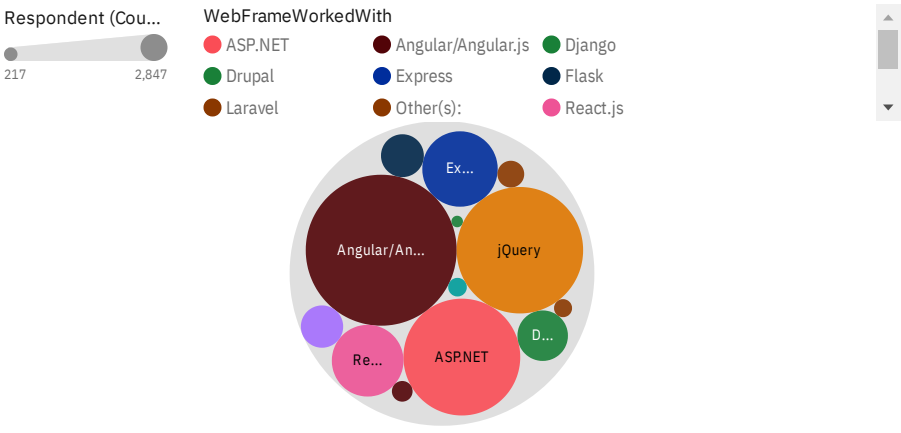 Respondent (Cou...
217
2,847
WebFrameWorkedWith
ASP.NET
Angular/Angular.js
Django
Drupal
Express
Flask
Laravel
Other(s):
React.js
Ex...
Angular/An...
jQuery
D...
Re...
ASP.NET